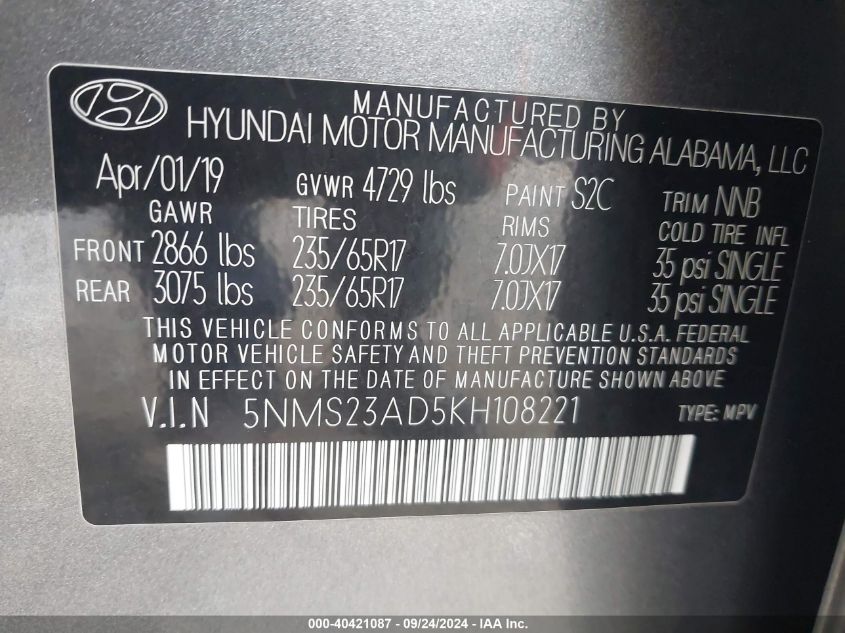 MANUFACTURED BY
HYUNDAI MOTOR MANUFACTURING ALABAMA, LLC
Apr/01/19 GVWR 4729 lbs PAINT S2C TRIM NNB
GAWR TIRES RIMS COLD TIRE INFL
FRONT 2866 lbs 235/65R17 7.0JX17 35 psi SINGLE
REAR 3075 lbs 235/65R17 7.0JX17 35 psi SINGLE
THIS VEHICLE CONFORMS TO ALL APPLICABLE U.S.A. FEDERAL
MOTOR VEHICLE SAFETY AND THEFT PREVENTION STANDARDS
IN EFFECT ON THE DATE OF MANUFACTURE SHOWN ABOVE
V.I.N 5NMS23AD5KH108221 TYPE: MPV
000-40421087 - 09/24/2024 - IAA Inc.